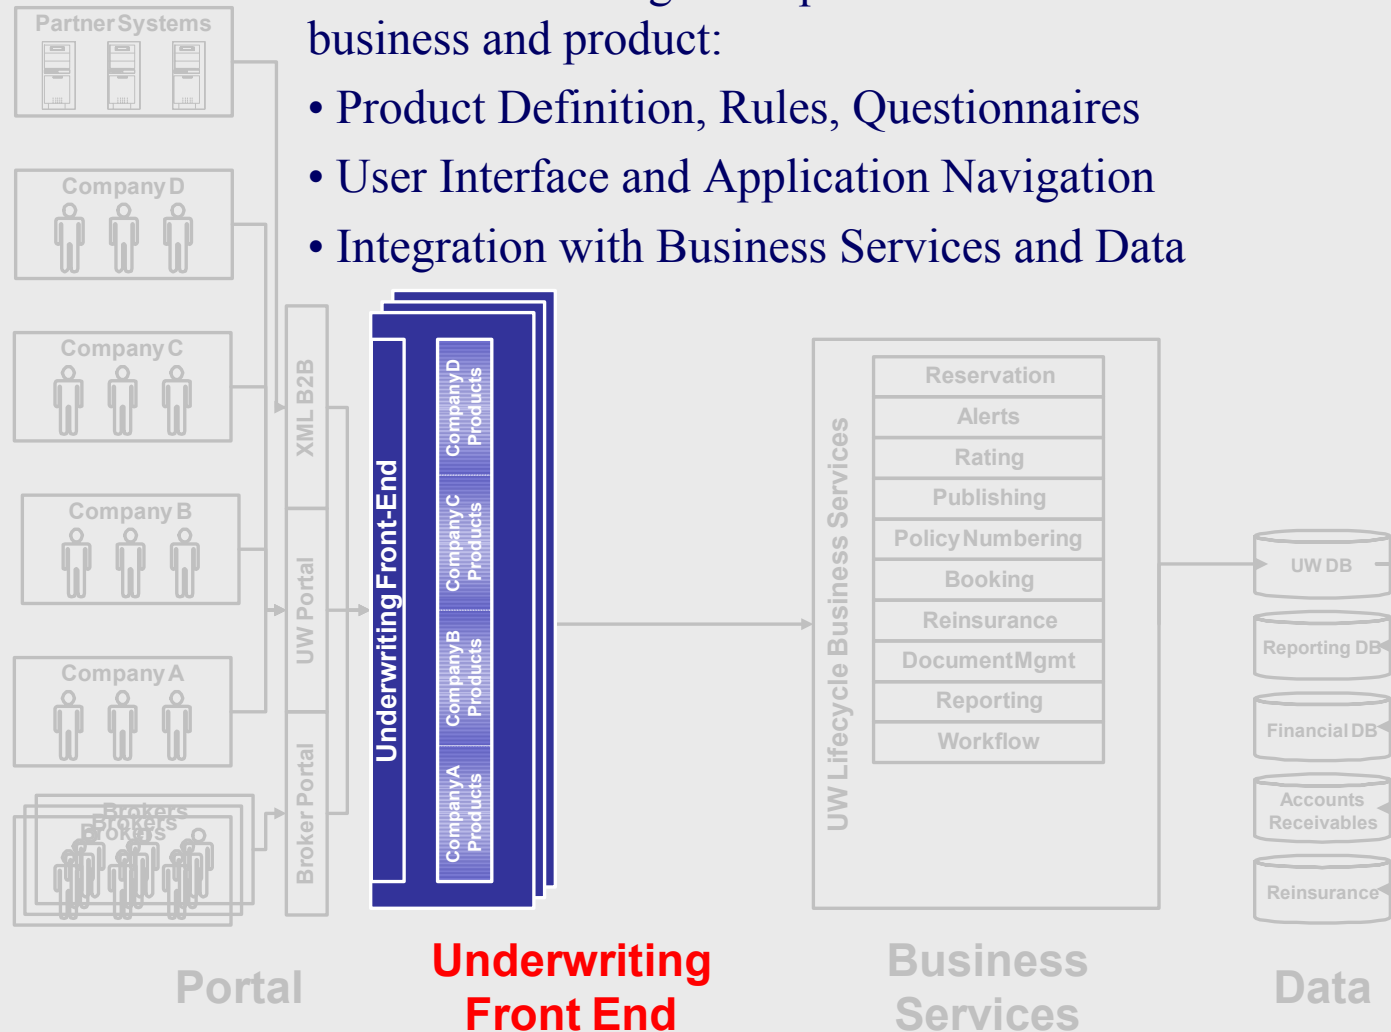 Partner Systems
business and product:
• Product Definition, Rules, Questionnaires
• User Interface and Application Navigation
• Integration with Business Services and Data
Company D
Company C
Company B
Company A
Brokers
Brokers
Brokers
XML B2B
UW Portal
Broker Portal
Underwriting Front-End
Company D
Products
Company C
Products
Company B
Products
Company A
Products
UW Lifecycle Business Services
Reservation
Alerts
Rating
Publishing
Policy Numbering
Booking
Reinsurance
Document Mgmt
Reporting
Workflow
UW DB
Reporting DB
Financial DB
Accounts
Receivables
Reinsurance
Portal
Underwriting
Front End
Business
Services
Data